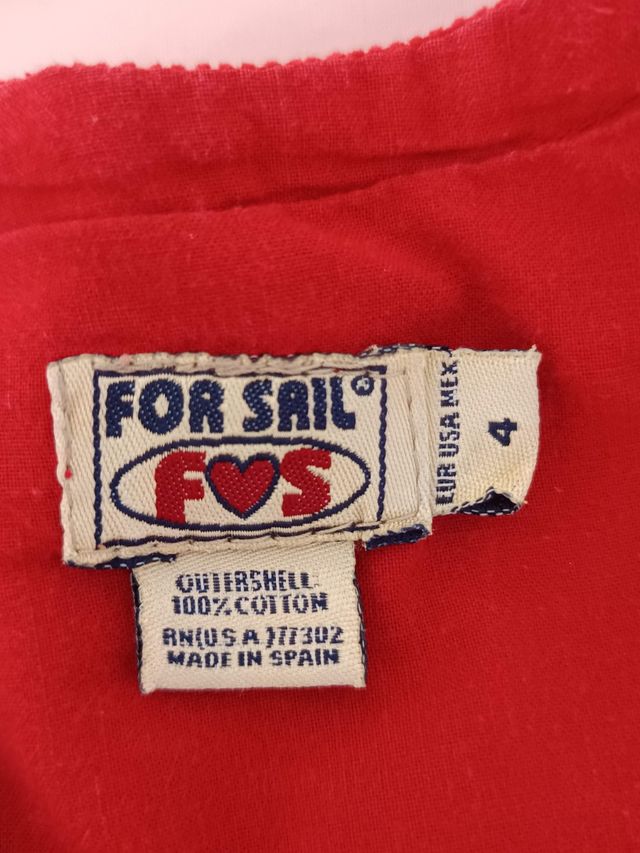 FOR SAIL®
F♥S
EUR USA MEX
4
OUTERSHELL:
100% COTTON
RN(U S A)77302
MADE IN SPAIN